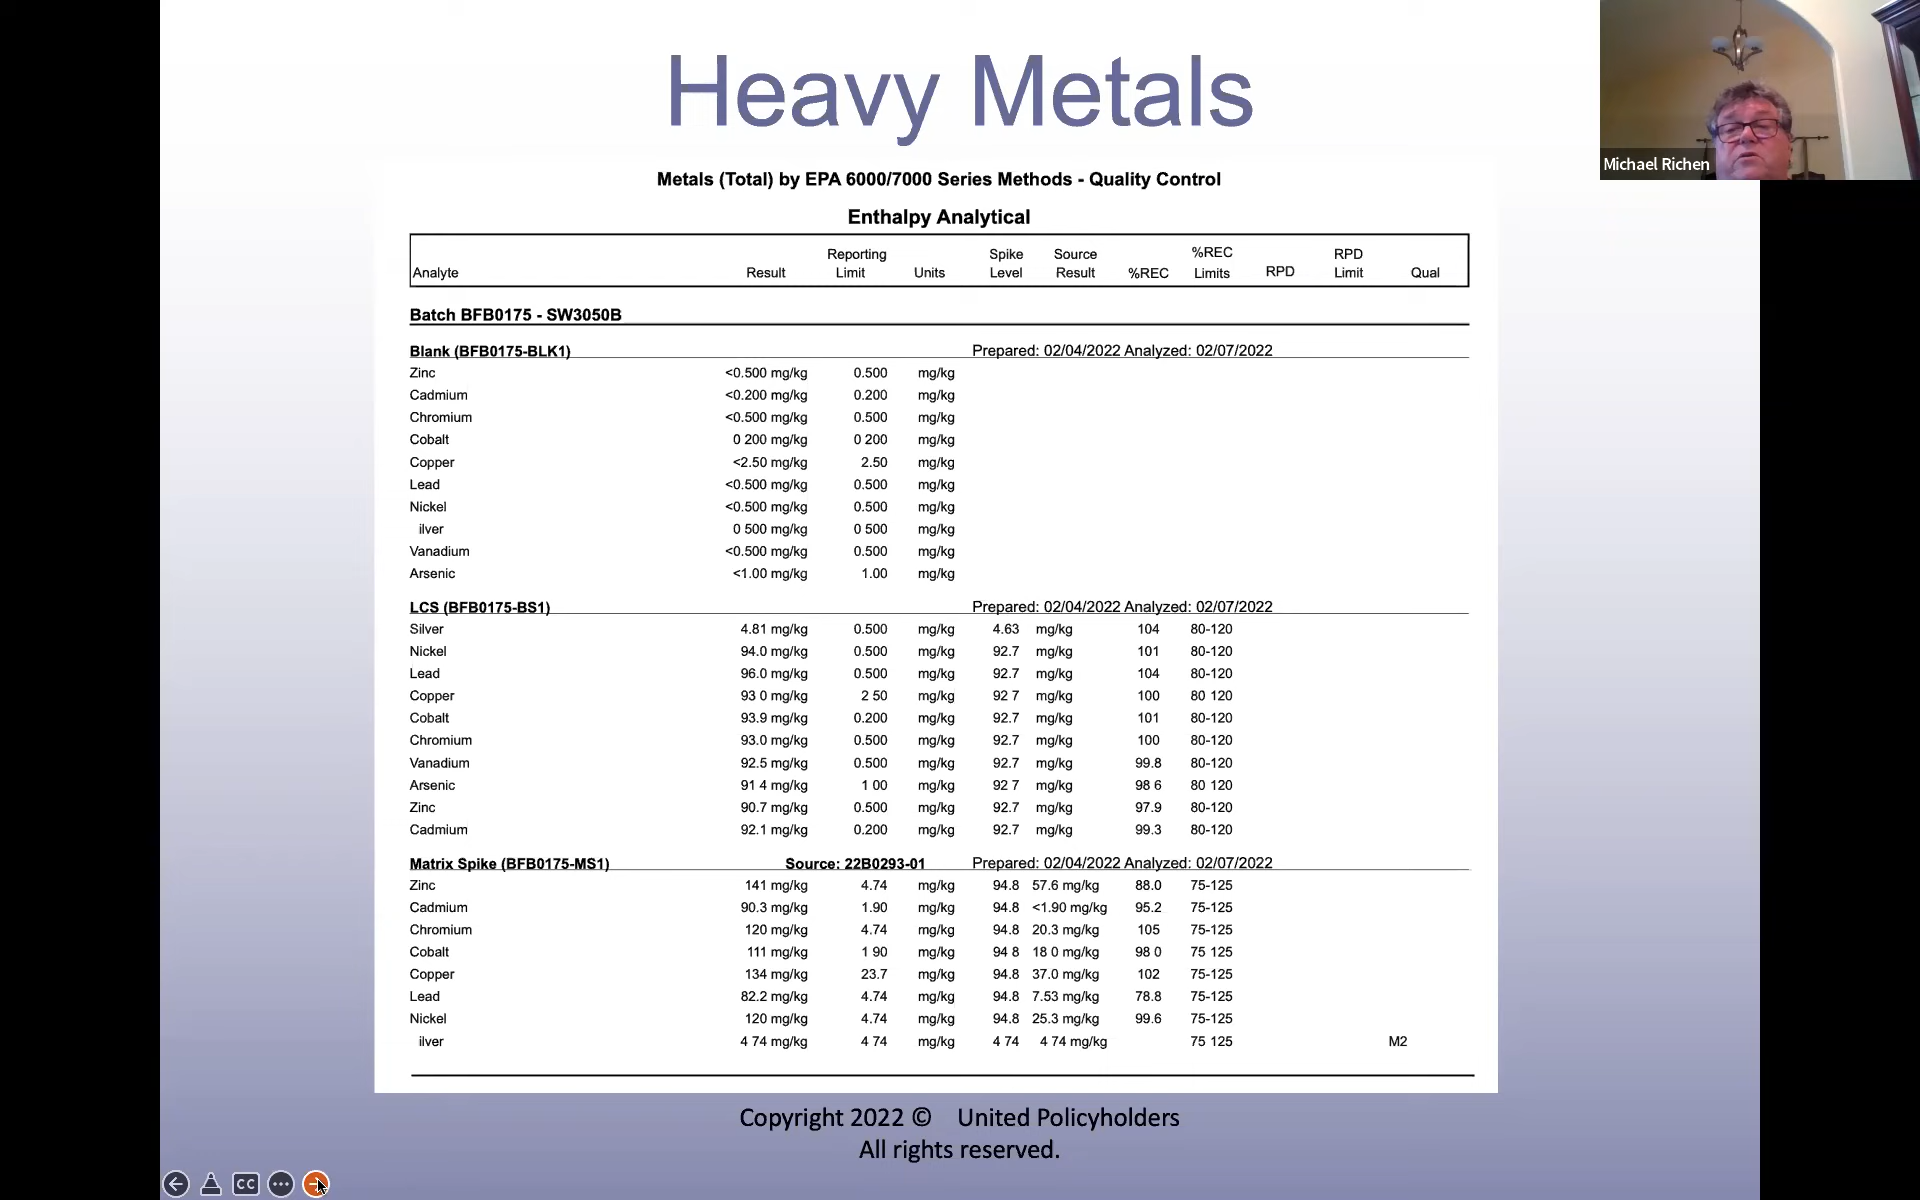 Heavy Metals
Michael Richen
Metals (Total) by EPA 6000/7000 Series Methods - Quality Control
Enthalpy Analytical
Analyte Result Reporting Limit Units Spike Level Source Result %REC %REC Limits RPD RPD Limit Qual
Batch BFB0175 - SW3050B
Blank (BFB0175-BLK1) Prepared: 02/04/2022 Analyzed: 02/07/2022
Zinc <0.500 mg/kg 0.500 mg/kg
Cadmium <0.200 mg/kg 0.200 mg/kg
Chromium <0.500 mg/kg 0.500 mg/kg
Cobalt 0 200 mg/kg 0 200 mg/kg
Copper <2.50 mg/kg 2.50 mg/kg
Lead <0.500 mg/kg 0.500 mg/kg
Nickel <0.500 mg/kg 0.500 mg/kg
ilver 0 500 mg/kg 0 500 mg/kg
Vanadium <0.500 mg/kg 0.500 mg/kg
Arsenic <1.00 mg/kg 1.00 mg/kg
LCS (BFB0175-BS1) Prepared: 02/04/2022 Analyzed: 02/07/2022
Silver 4.81 mg/kg 0.500 mg/kg 4.63 mg/kg 104 80-120
Nickel 94.0 mg/kg 0.500 mg/kg 92.7 mg/kg 101 80-120
Lead 96.0 mg/kg 0.500 mg/kg 92.7 mg/kg 104 80-120
Copper 93 0 mg/kg 2 50 mg/kg 92 7 mg/kg 100 80 120
Cobalt 93.9 mg/kg 0.200 mg/kg 92.7 mg/kg 101 80-120
Chromium 93.0 mg/kg 0.500 mg/kg 92.7 mg/kg 100 80-120
Vanadium 92.5 mg/kg 0.500 mg/kg 92.7 mg/kg 99.8 80-120
Arsenic 91 4 mg/kg 1 00 mg/kg 92 7 mg/kg 98 6 80 120
Zinc 90.7 mg/kg 0.500 mg/kg 92.7 mg/kg 97.9 80-120
Cadmium 92.1 mg/kg 0.200 mg/kg 92.7 mg/kg 99.3 80-120
Matrix Spike (BFB0175-MS1) Source: 22B0293-01 Prepared: 02/04/2022 Analyzed: 02/07/2022
Zinc 141 mg/kg 4.74 mg/kg 94.8 57.6 mg/kg 88.0 75-125
Cadmium 90.3 mg/kg 1.90 mg/kg 94.8 <1.90 mg/kg 95.2 75-125
Chromium 120 mg/kg 4.74 mg/kg 94.8 20.3 mg/kg 105 75-125
Cobalt 111 mg/kg 1 90 mg/kg 94 8 18 0 mg/kg 98 0 75 125
Copper 134 mg/kg 23.7 mg/kg 94.8 37.0 mg/kg 102 75-125
Lead 82.2 mg/kg 4.74 mg/kg 94.8 7.53 mg/kg 78.8 75-125
Nickel 120 mg/kg 4.74 mg/kg 94.8 25.3 mg/kg 99.6 75-125
ilver 4 74 mg/kg 4 74 mg/kg 4 74 4 74 mg/kg 75 125 M2
Copyright 2022 © United Policyholders
All rights reserved.
CC